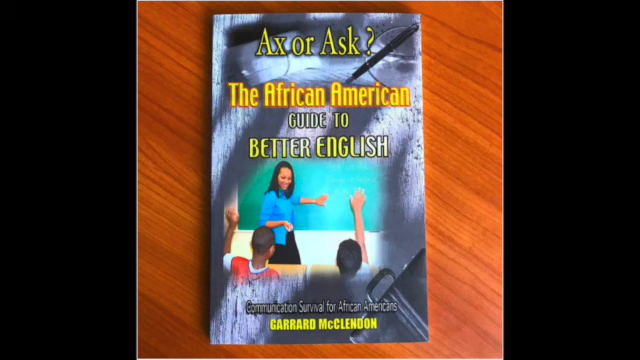 Ax or Ask?
The African American
GUIDE TO
BETTER ENGLISH
Communication Survival for African Americans
GARRARD McCLENDON